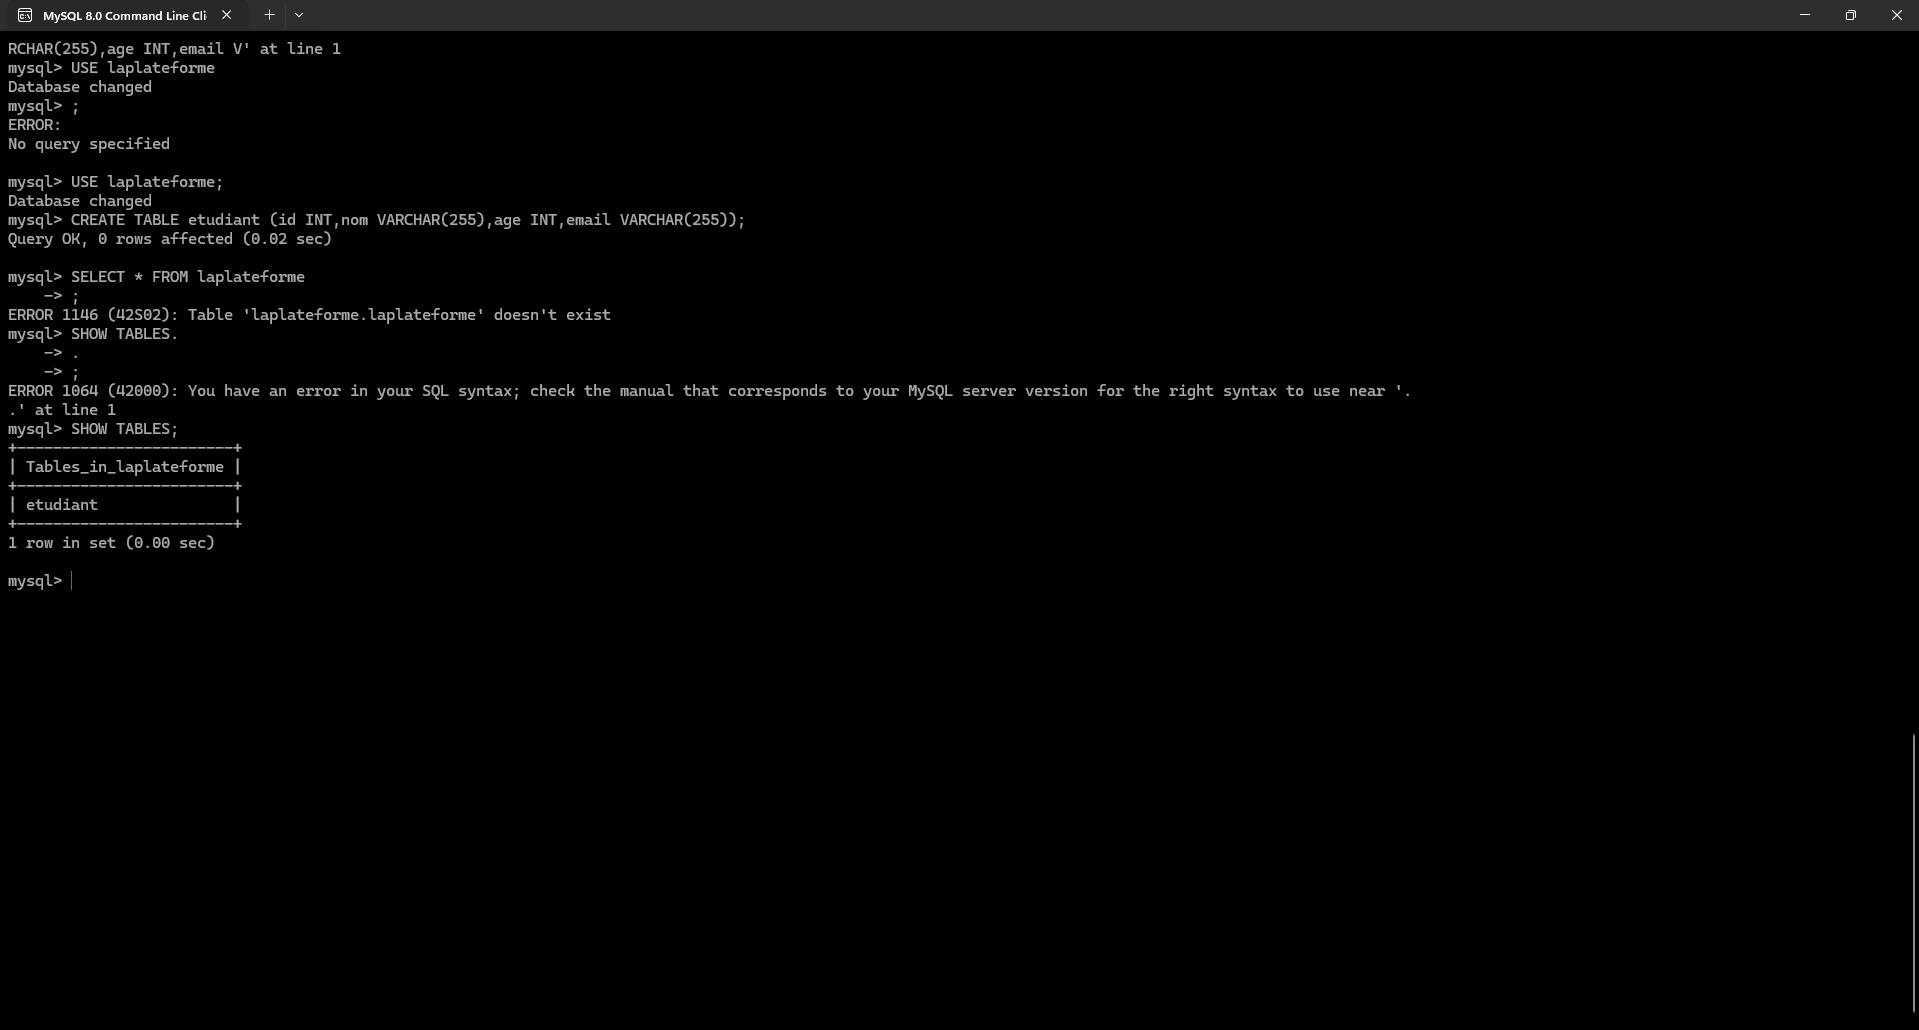 MySQL 8.0 Command Line Cli
RCHAR(255),age INT,email V' at line 1
mysql> USE laplateforme
Database changed
mysql> ;
ERROR:
No query specified
mysql> USE laplateforme;
Database changed
mysql> CREATE TABLE etudiant (id INT,nom VARCHAR(255),age INT,email VARCHAR(255));
Query OK, 0 rows affected (0.02 sec)
mysql> SELECT * FROM laplateforme
    -> ;
ERROR 1146 (42S02): Table 'laplateforme.laplateforme' doesn't exist
mysql> SHOW TABLES.
    -> .
    -> ;
ERROR 1064 (42000): You have an error in your SQL syntax; check the manual that corresponds to your MySQL server version for the right syntax to use near '.
.' at line 1
mysql> SHOW TABLES;
+------------------------+
| Tables_in_laplateforme |
+------------------------+
| etudiant               |
+------------------------+
1 row in set (0.00 sec)
mysql>